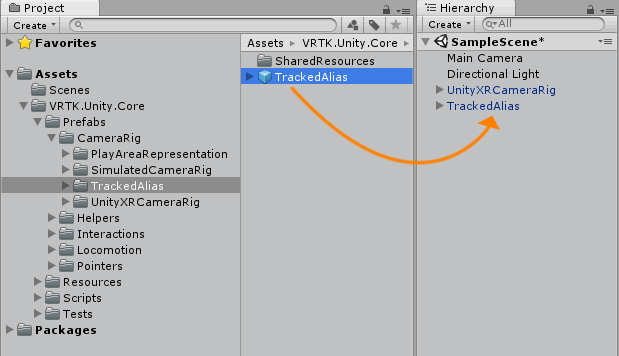 Project
Create
Favorites
Assets
Scenes
VRTK.Unity.Core
Prefabs
CameraRig
PlayAreaRepresentation
SimulatedCameraRig
TrackedAlias
UnityXRCameraRig
Helpers
Interactions
Locomotion
Pointers
Resources
Scripts
Tests
Packages
Assets VRTK.Unity.Core
SharedResources
TrackedAlias
Hierarchy
Create All
SampleScene*
Main Camera
Directional Light
UnityXRCameraRig
TrackedAlias